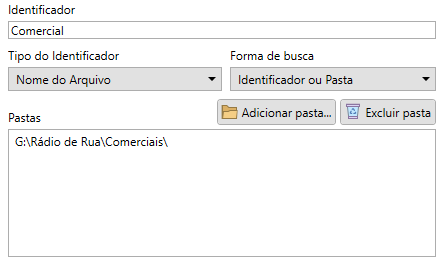 Identificador
Comercial
Tipo do Identificador Forma de busca
Nome do Arquivo Identificador ou Pasta
Pastas Adicionar pasta... Excluir pasta
G:\Rádio de Rua\Comerciais\